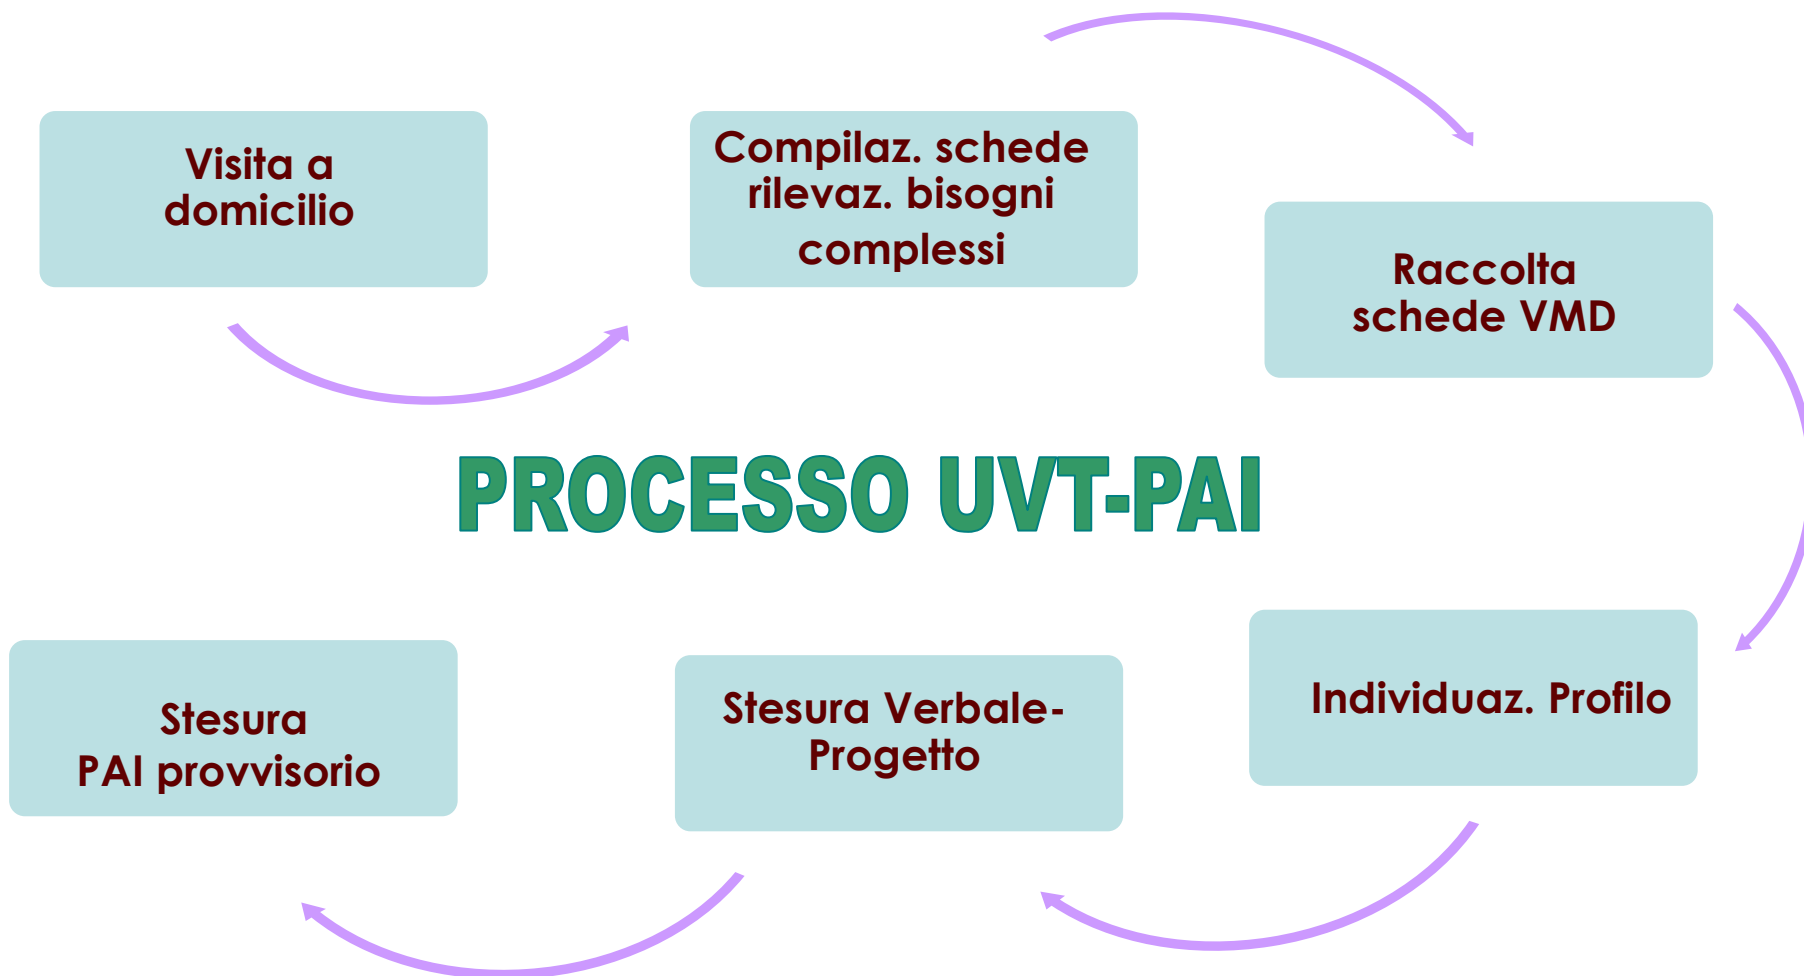 Visita a
domicilio
Compilaz. schede
rilevaz. bisogni
complessi
Raccolta
schede VMD
PROCESSO UVT-PAI
Individuaz. Profilo
Stesura Verbale-
Progetto
Stesura
PAI provvisorio